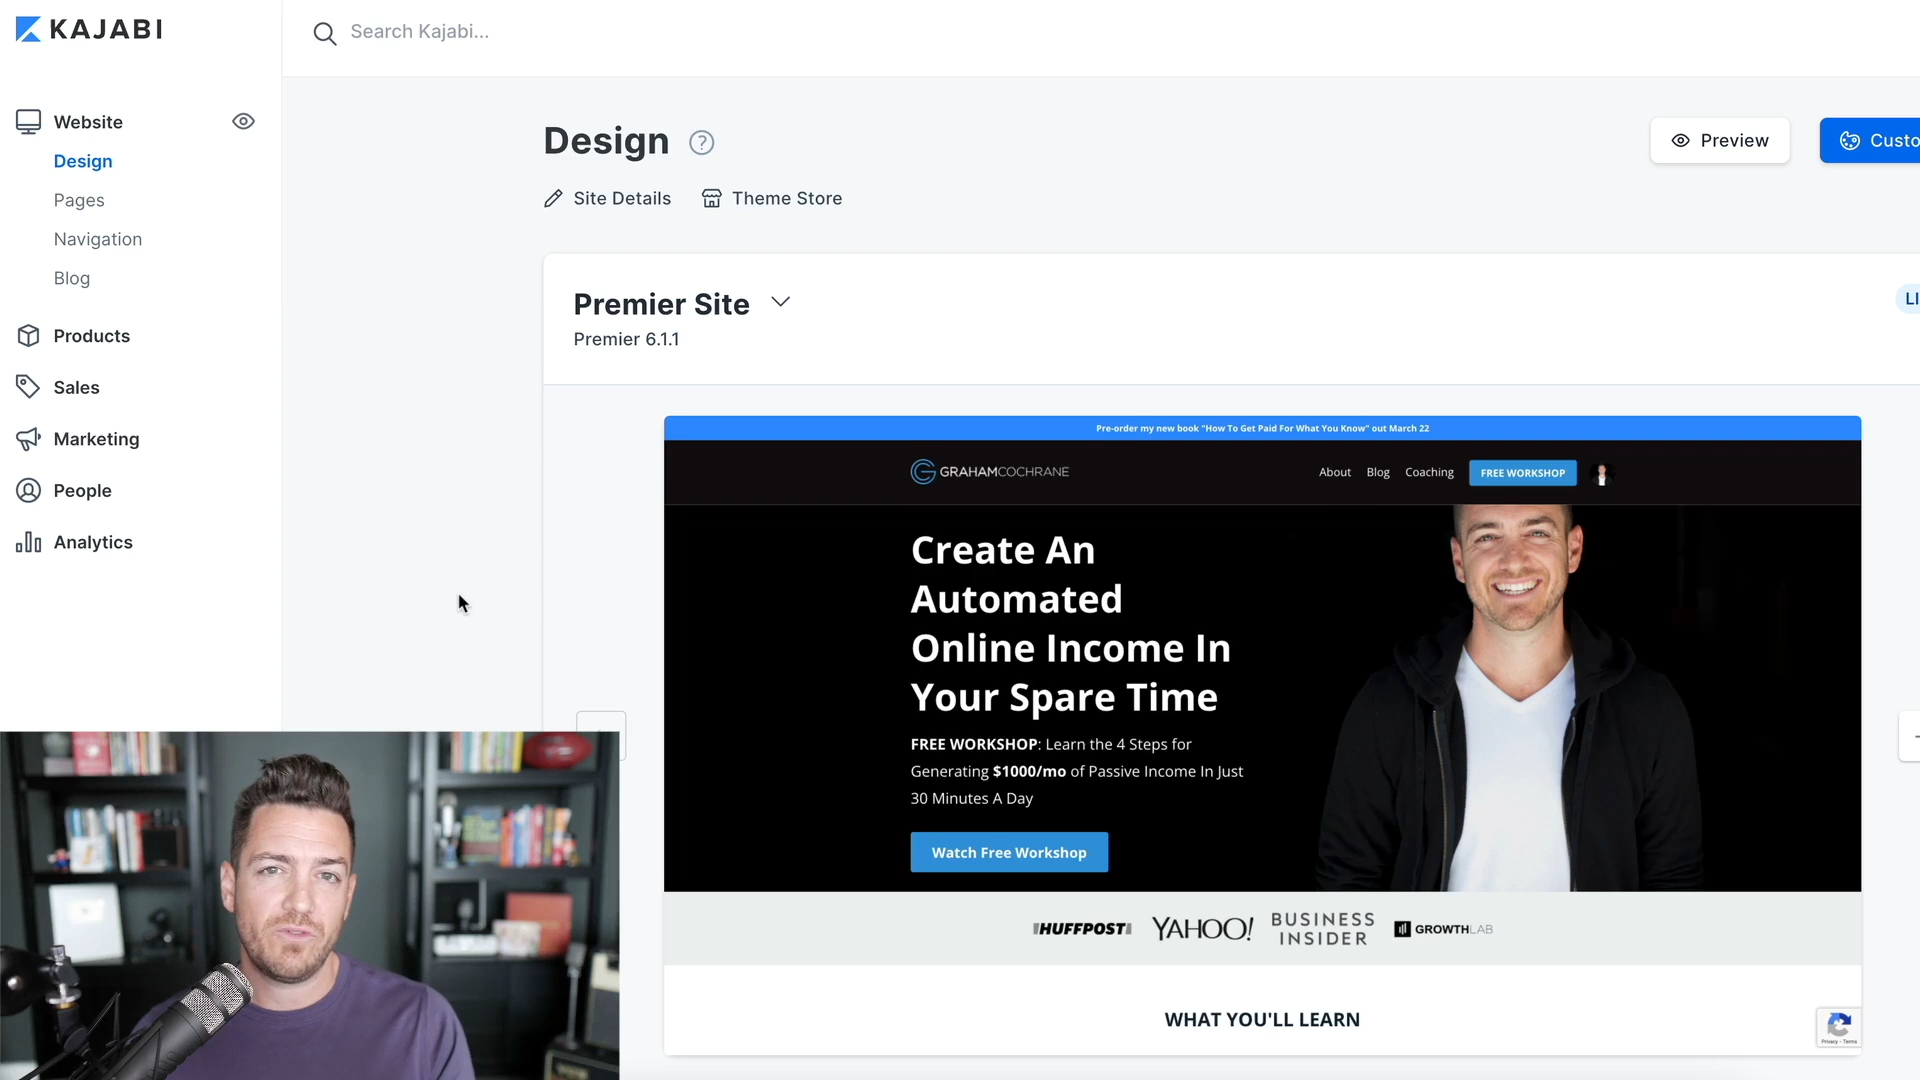 KAJABI
Search Kajabi...
Website
Design
Pages
Navigation
Blog
Products
Sales
Marketing
People
Analytics
Design
Preview
Custo
Site Details
Theme Store
Premier Site
LI
Premier 6.1.1
Pre-order my new book "How To Get Paid For What You Know" out March 22
GRAHAMCOCHRANE
About Blog Coaching FREE WORKSHOP
Create An
Automated
Online Income In
Your Spare Time
FREE WORKSHOP: Learn the 4 Steps for
Generating $1000/mo of Passive Income In Just
30 Minutes A Day
Watch Free Workshop
HUFFPOST YAHOO! BUSINESS INSIDER GROWTHLAB
WHAT YOU'LL LEARN
Privacy - Terms